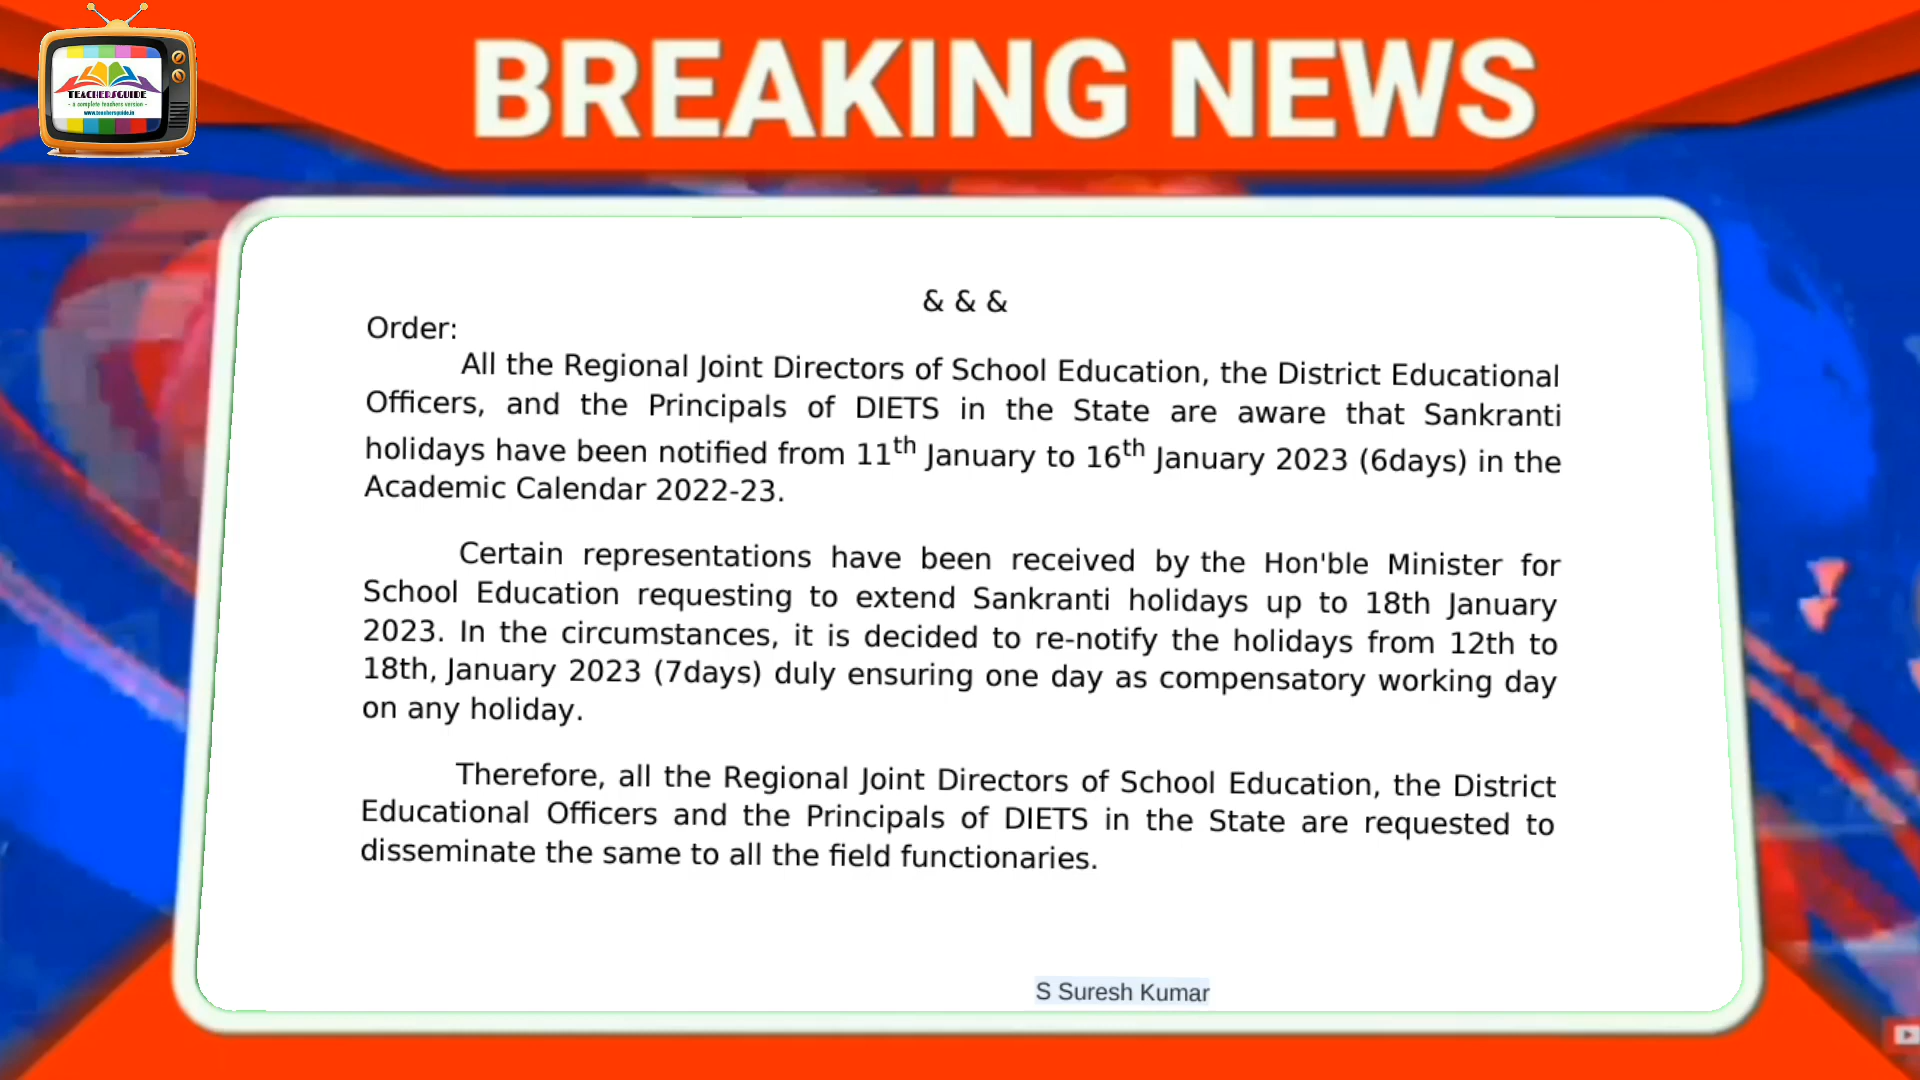 BREAKING NEWS
TEACHERSGUIDE
- a complete teachers version -
www.teachersguide.in
& & &
Order:
All the Regional Joint Directors of School Education, the District Educational
Officers, and the Principals of DIETS in the State are aware that Sankranti
holidays have been notified from 11th January to 16th January 2023 (6days) in the
Academic Calendar 2022-23.
Certain representations have been received by the Hon'ble Minister for
School Education requesting to extend Sankranti holidays up to 18th January
2023. In the circumstances, it is decided to re-notify the holidays from 12th to
18th, January 2023 (7days) duly ensuring one day as compensatory working day
on any holiday.
Therefore, all the Regional Joint Directors of School Education, the District
Educational Officers and the Principals of DIETS in the State are requested to
disseminate the same to all the field functionaries.
S Suresh Kumar